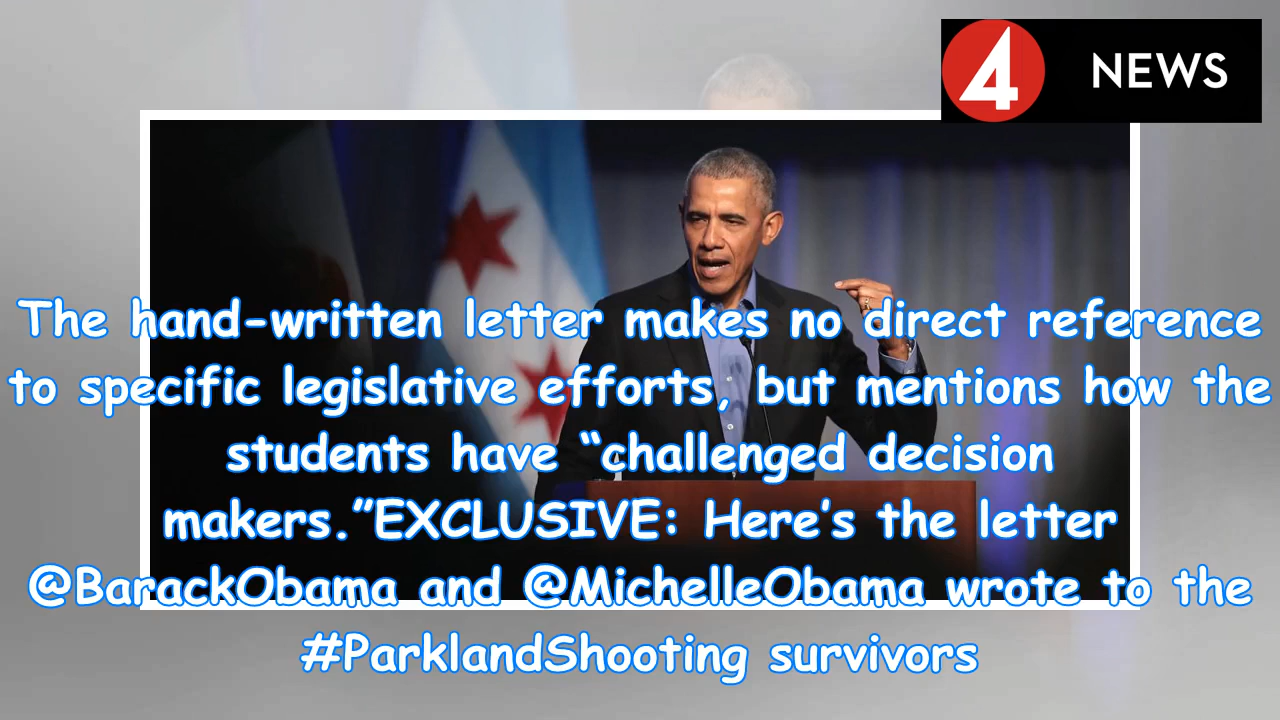 4 NEWS
The hand-written letter makes no direct reference
to specific legislative efforts, but mentions how the
students have “challenged decision
makers.”EXCLUSIVE: Here’s the letter
@BarackObama and @MichelleObama wrote to the
#ParklandShooting survivors